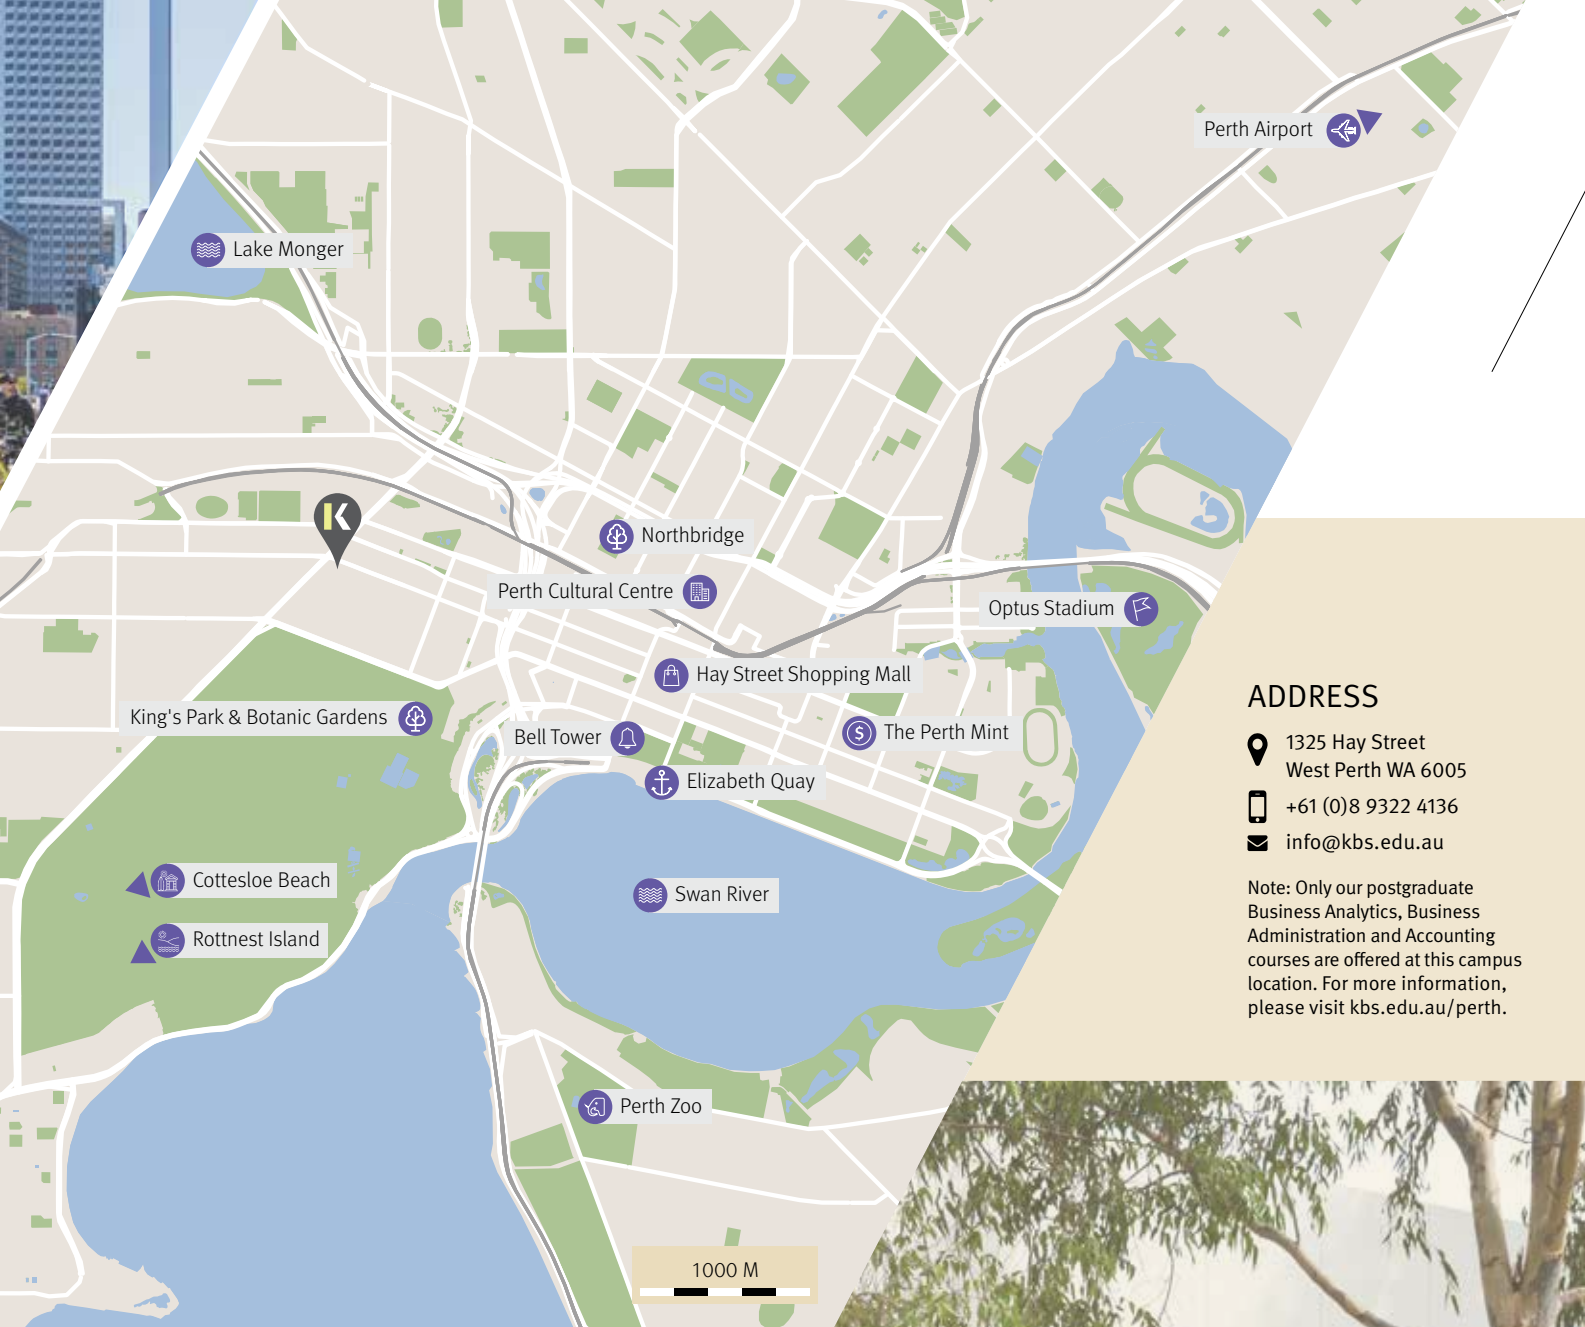 Perth Airport
Lake Monger
K
Northbridge
Perth Cultural Centre
Optus Stadium
Hay Street Shopping Mall
King's Park & Botanic Gardens
Bell Tower
$ The Perth Mint
Elizabeth Quay
Cottesloe Beach
Swan River
Rottnest Island
Perth Zoo
1000 M
ADDRESS
1325 Hay Street
West Perth WA 6005
+61 (0)8 9322 4136
info@kbs.edu.au
Note: Only our postgraduate
Business Analytics, Business
Administration and Accounting
courses are offered at this campus
location. For more information,
please visit kbs.edu.au/perth.